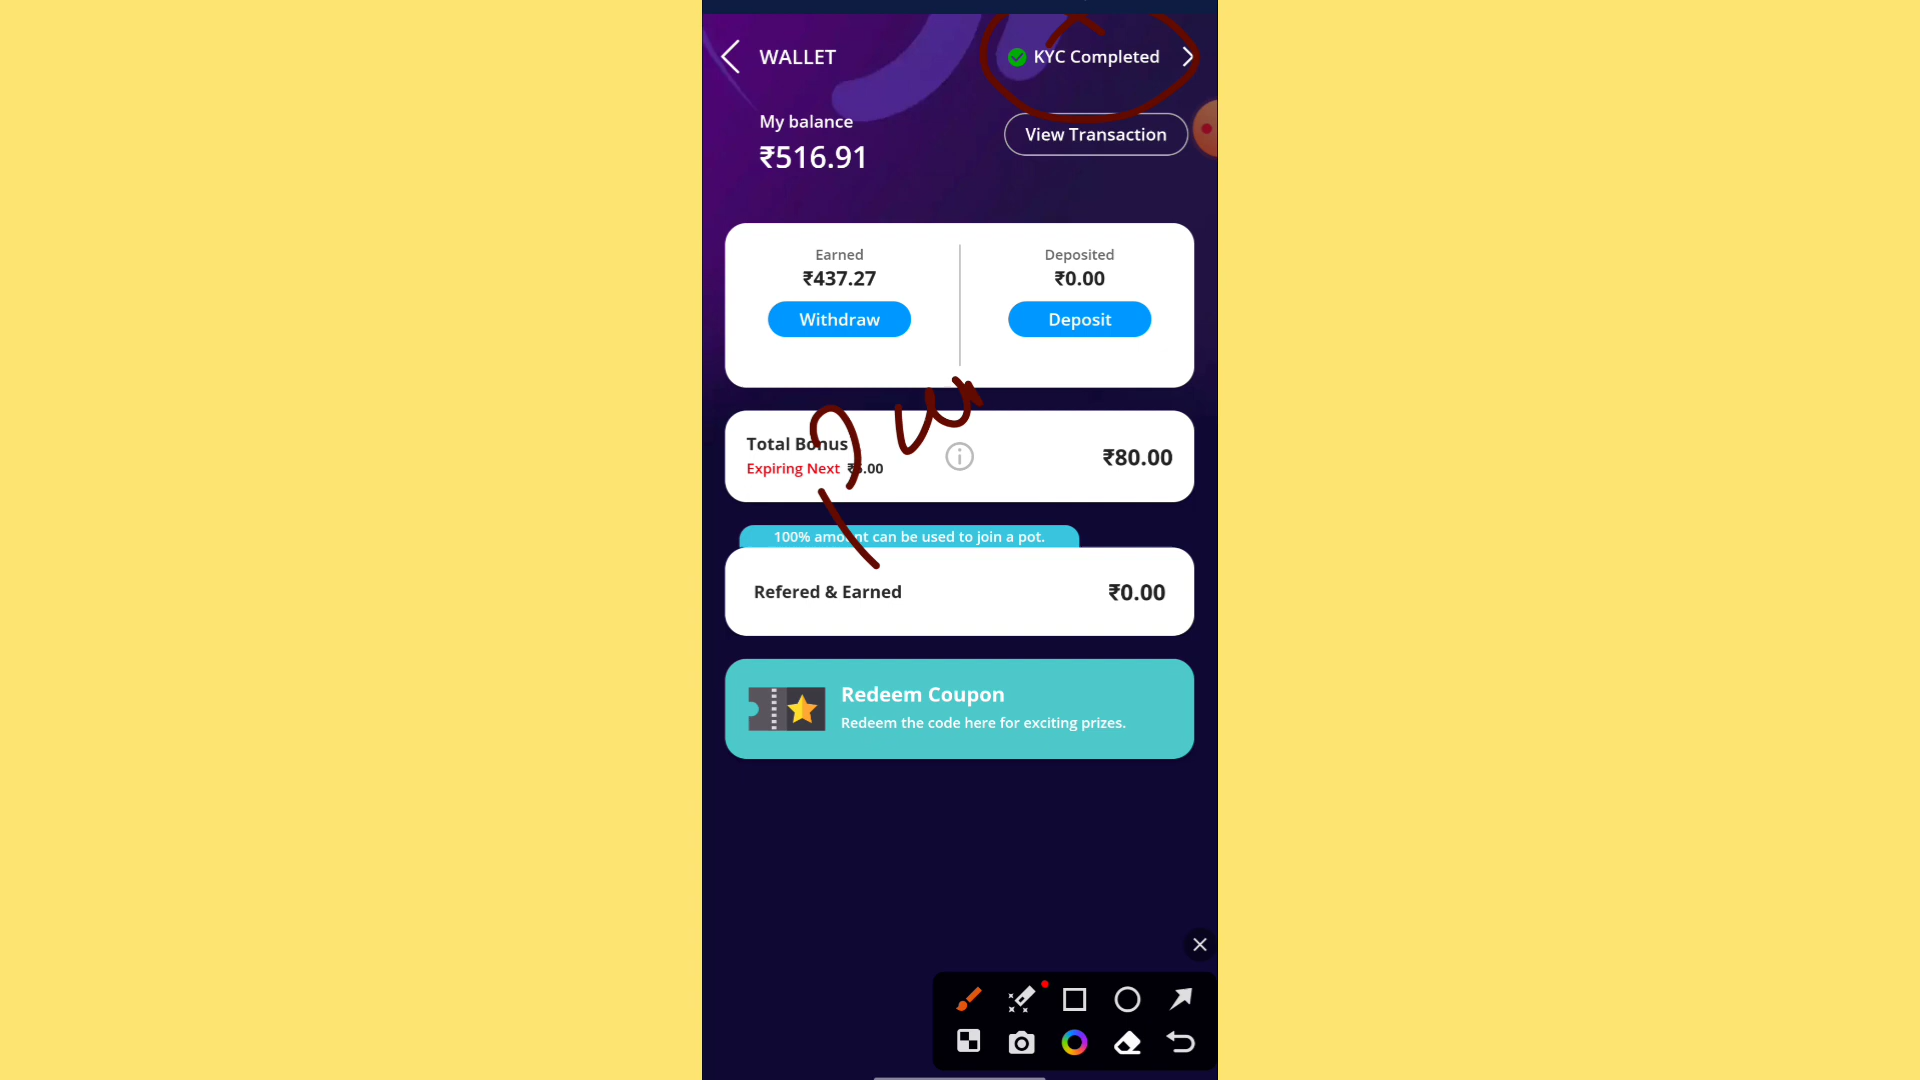 WALLET
KYC Completed
My balance
₹516.91
View Transaction
Earned
₹437.27
Withdraw
Deposited
₹0.00
Deposit
Total Bonus
Expiring Next
₹80.00
100% amount can be used to join a pot.
Refered & Earned
₹0.00
Redeem Coupon
Redeem the code here for exciting prizes.